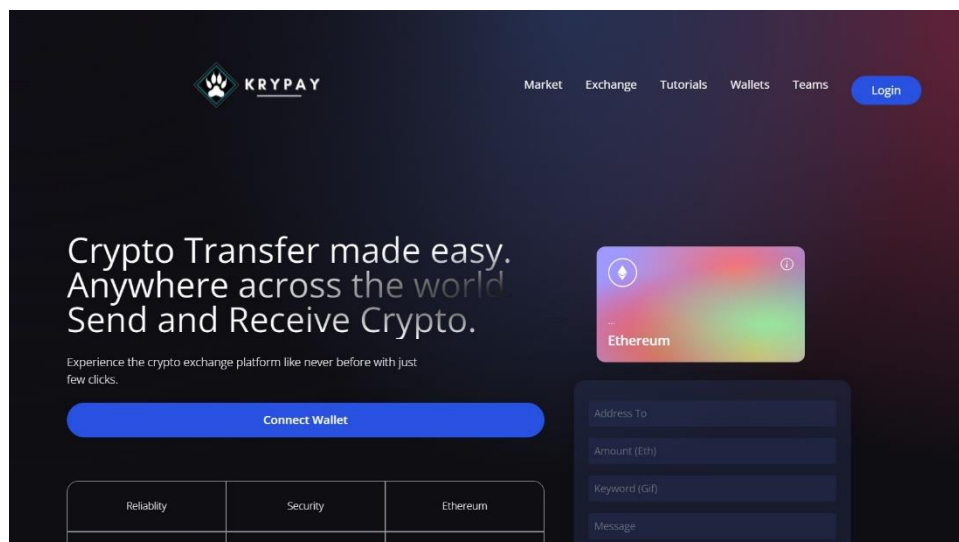 KRYPAY
Market Exchange Tutorials Wallets Teams Login
Crypto Transfer made easy.
Anywhere across the world
Send and Receive Crypto.
Experience the crypto exchange platform like never before with just
few clicks.
Connect Wallet
Reliablity Security Ethereum
...
Ethereum
Address To
Amount (Eth)
Keyword (Gif)
Message